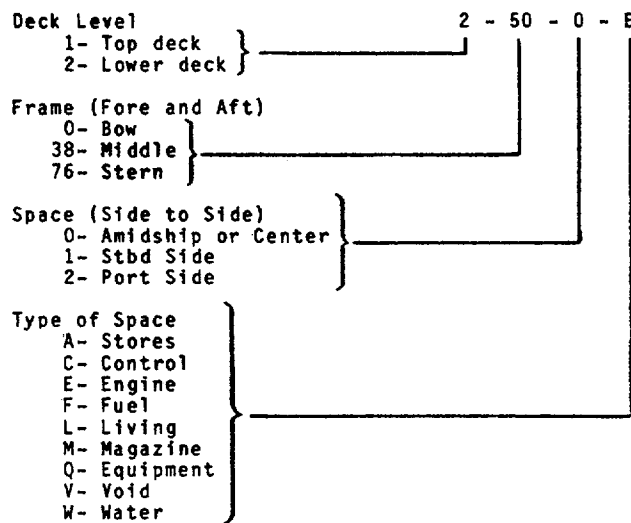 Deck Level
2 - 50 - 0 - E
1- Top deck
2- Lower deck
Frame (Fore and Aft)
0- Bow
38- Middle
76- Stern
Space (Side to Side)
0- Amidship or Center
1- Stbd Side
2- Port Side
Type of Space
A- Stores
C- Control
E- Engine
F- Fuel
L- Living
M- Magazine
Q- Equipment
V- Void
W- Water